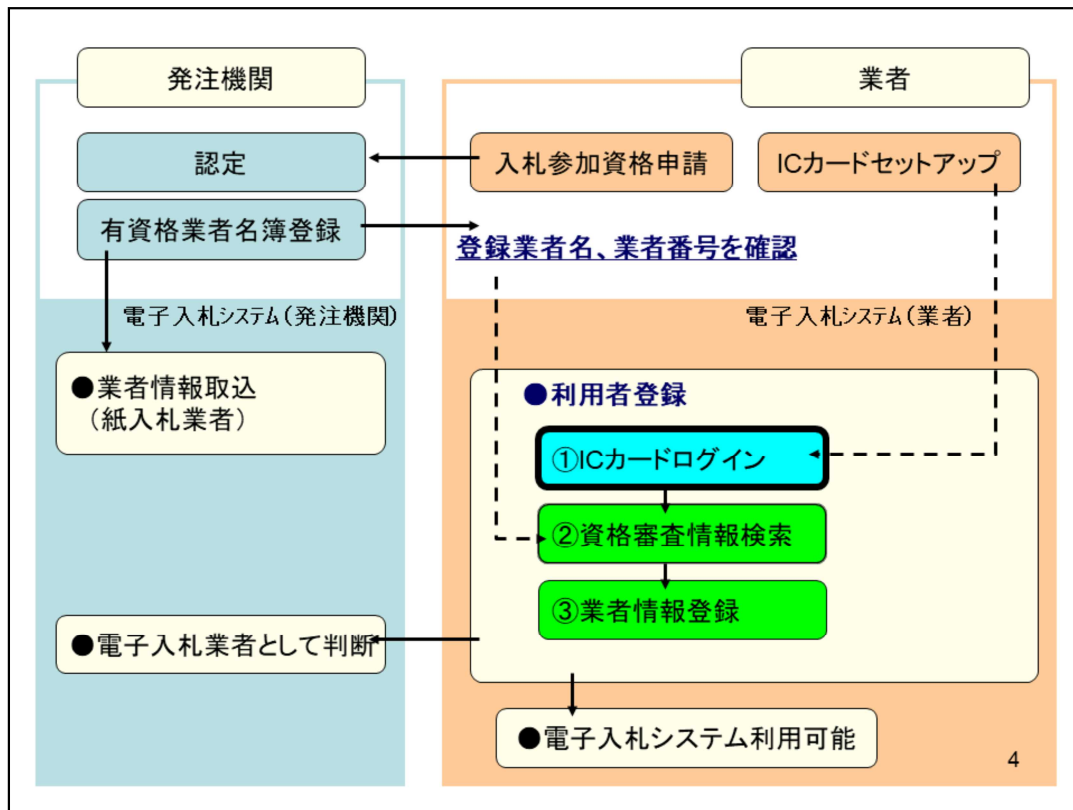 発注機関
業者
認定
入札参加資格申請
ICカードセットアップ
有資格業者名簿登録
登録業者名、業者番号を確認
電子入札システム(発注機関)
電子入札システム(業者)
●業者情報取込
（紙入札業者）
●利用者登録
①ICカードログイン
②資格審査情報検索
③業者情報登録
●電子入札業者として判断
●電子入札システム利用可能
4